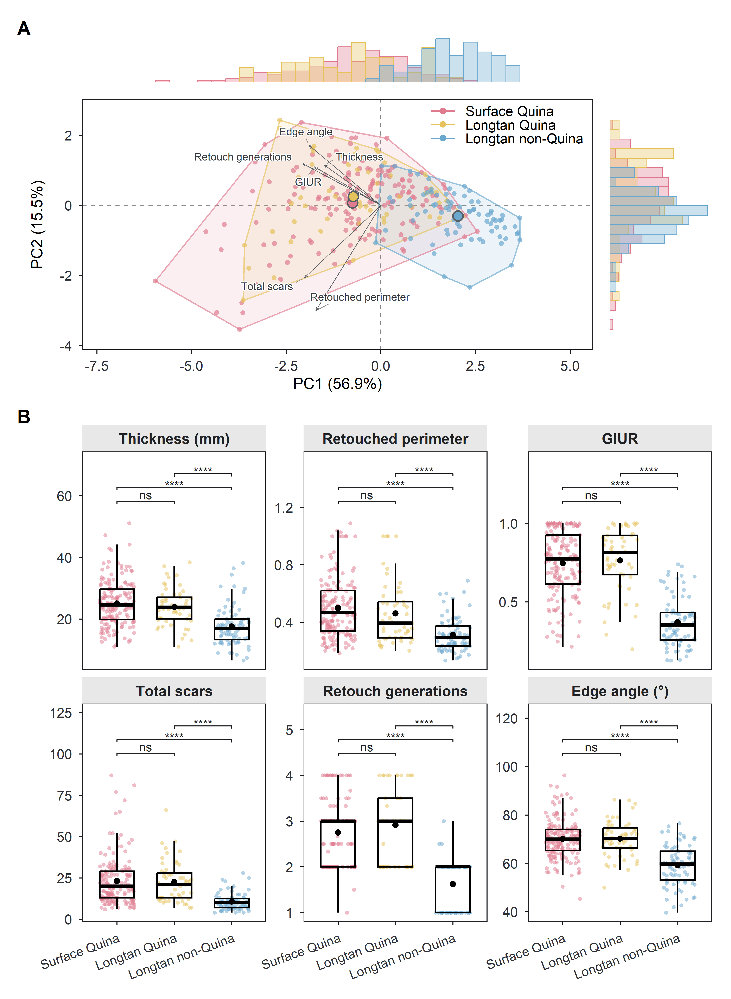 A
Surface Quina
Longtan Quina
Longtan non-Quina
Edge angle
Retouch generations
Thickness
GIUR
Total scars
Retouched perimeter
2
0
-2
-4
PC2 (15.5%)
-7.5 -5.0 -2.5 0.0 2.5 5.0
PC1 (56.9%)
B
Thickness (mm)
****
****
ns
60
40
20
Retouched perimeter
****
****
ns
1.2
0.8
0.4
GIUR
****
****
ns
1.0
0.5
Total scars
****
****
ns
125
100
75
50
25
0
Surface Quina
Longtan Quina
Longtan non-Quina
Retouch generations
****
****
ns
5
4
3
2
1
Surface Quina
Longtan Quina
Longtan non-Quina
Edge angle (°)
****
****
ns
120
100
80
60
40
Surface Quina
Longtan Quina
Longtan non-Quina